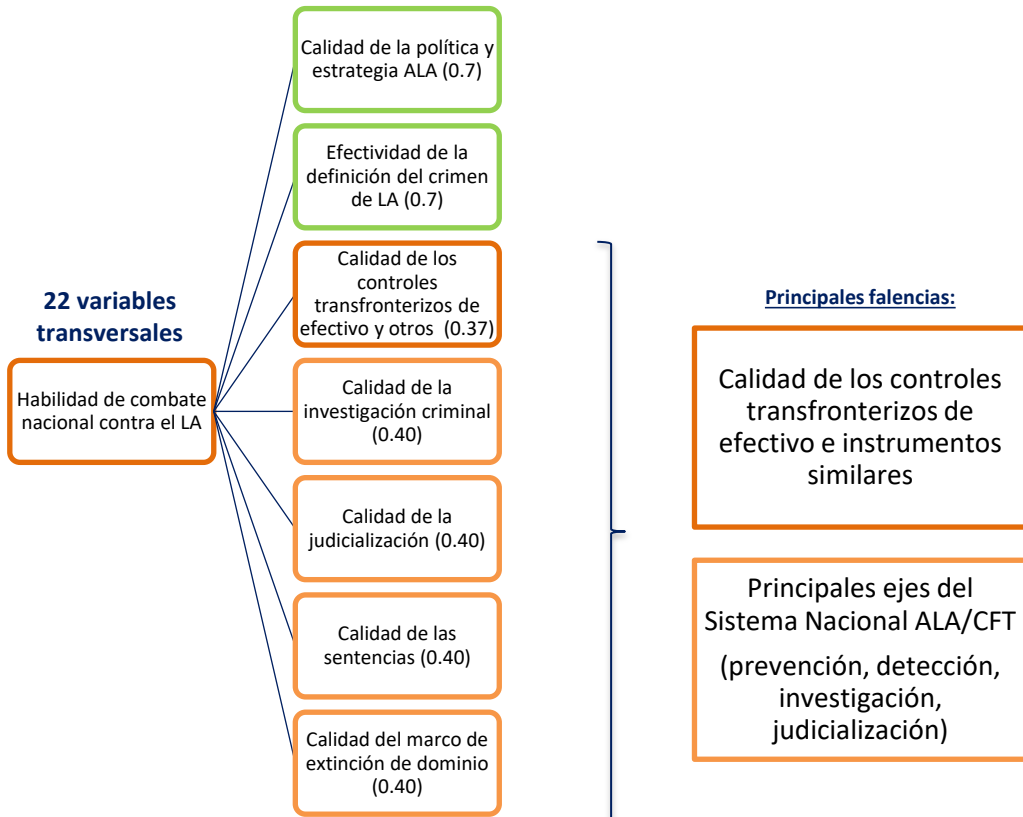 22 variables
transversales
Habilidad de combate
nacional contra el LA
Calidad de la política y
estrategia ALA (0.7)
Efectividad de la
definición del crimen
de LA (0.7)
Calidad de los
controles
transfronterizos de
efectivo y otros (0.37)
Calidad de la
investigación criminal
(0.40)
Calidad de la
judicialización (0.40)
Calidad de las
sentencias (0.40)
Calidad del marco de
extinción de dominio
(0.40)
Principales falencias:
Calidad de los controles
transfronterizos de
efectivo e instrumentos
similares
Principales ejes del
Sistema Nacional ALA/CFT
(prevención, detección,
investigación,
judicialización)